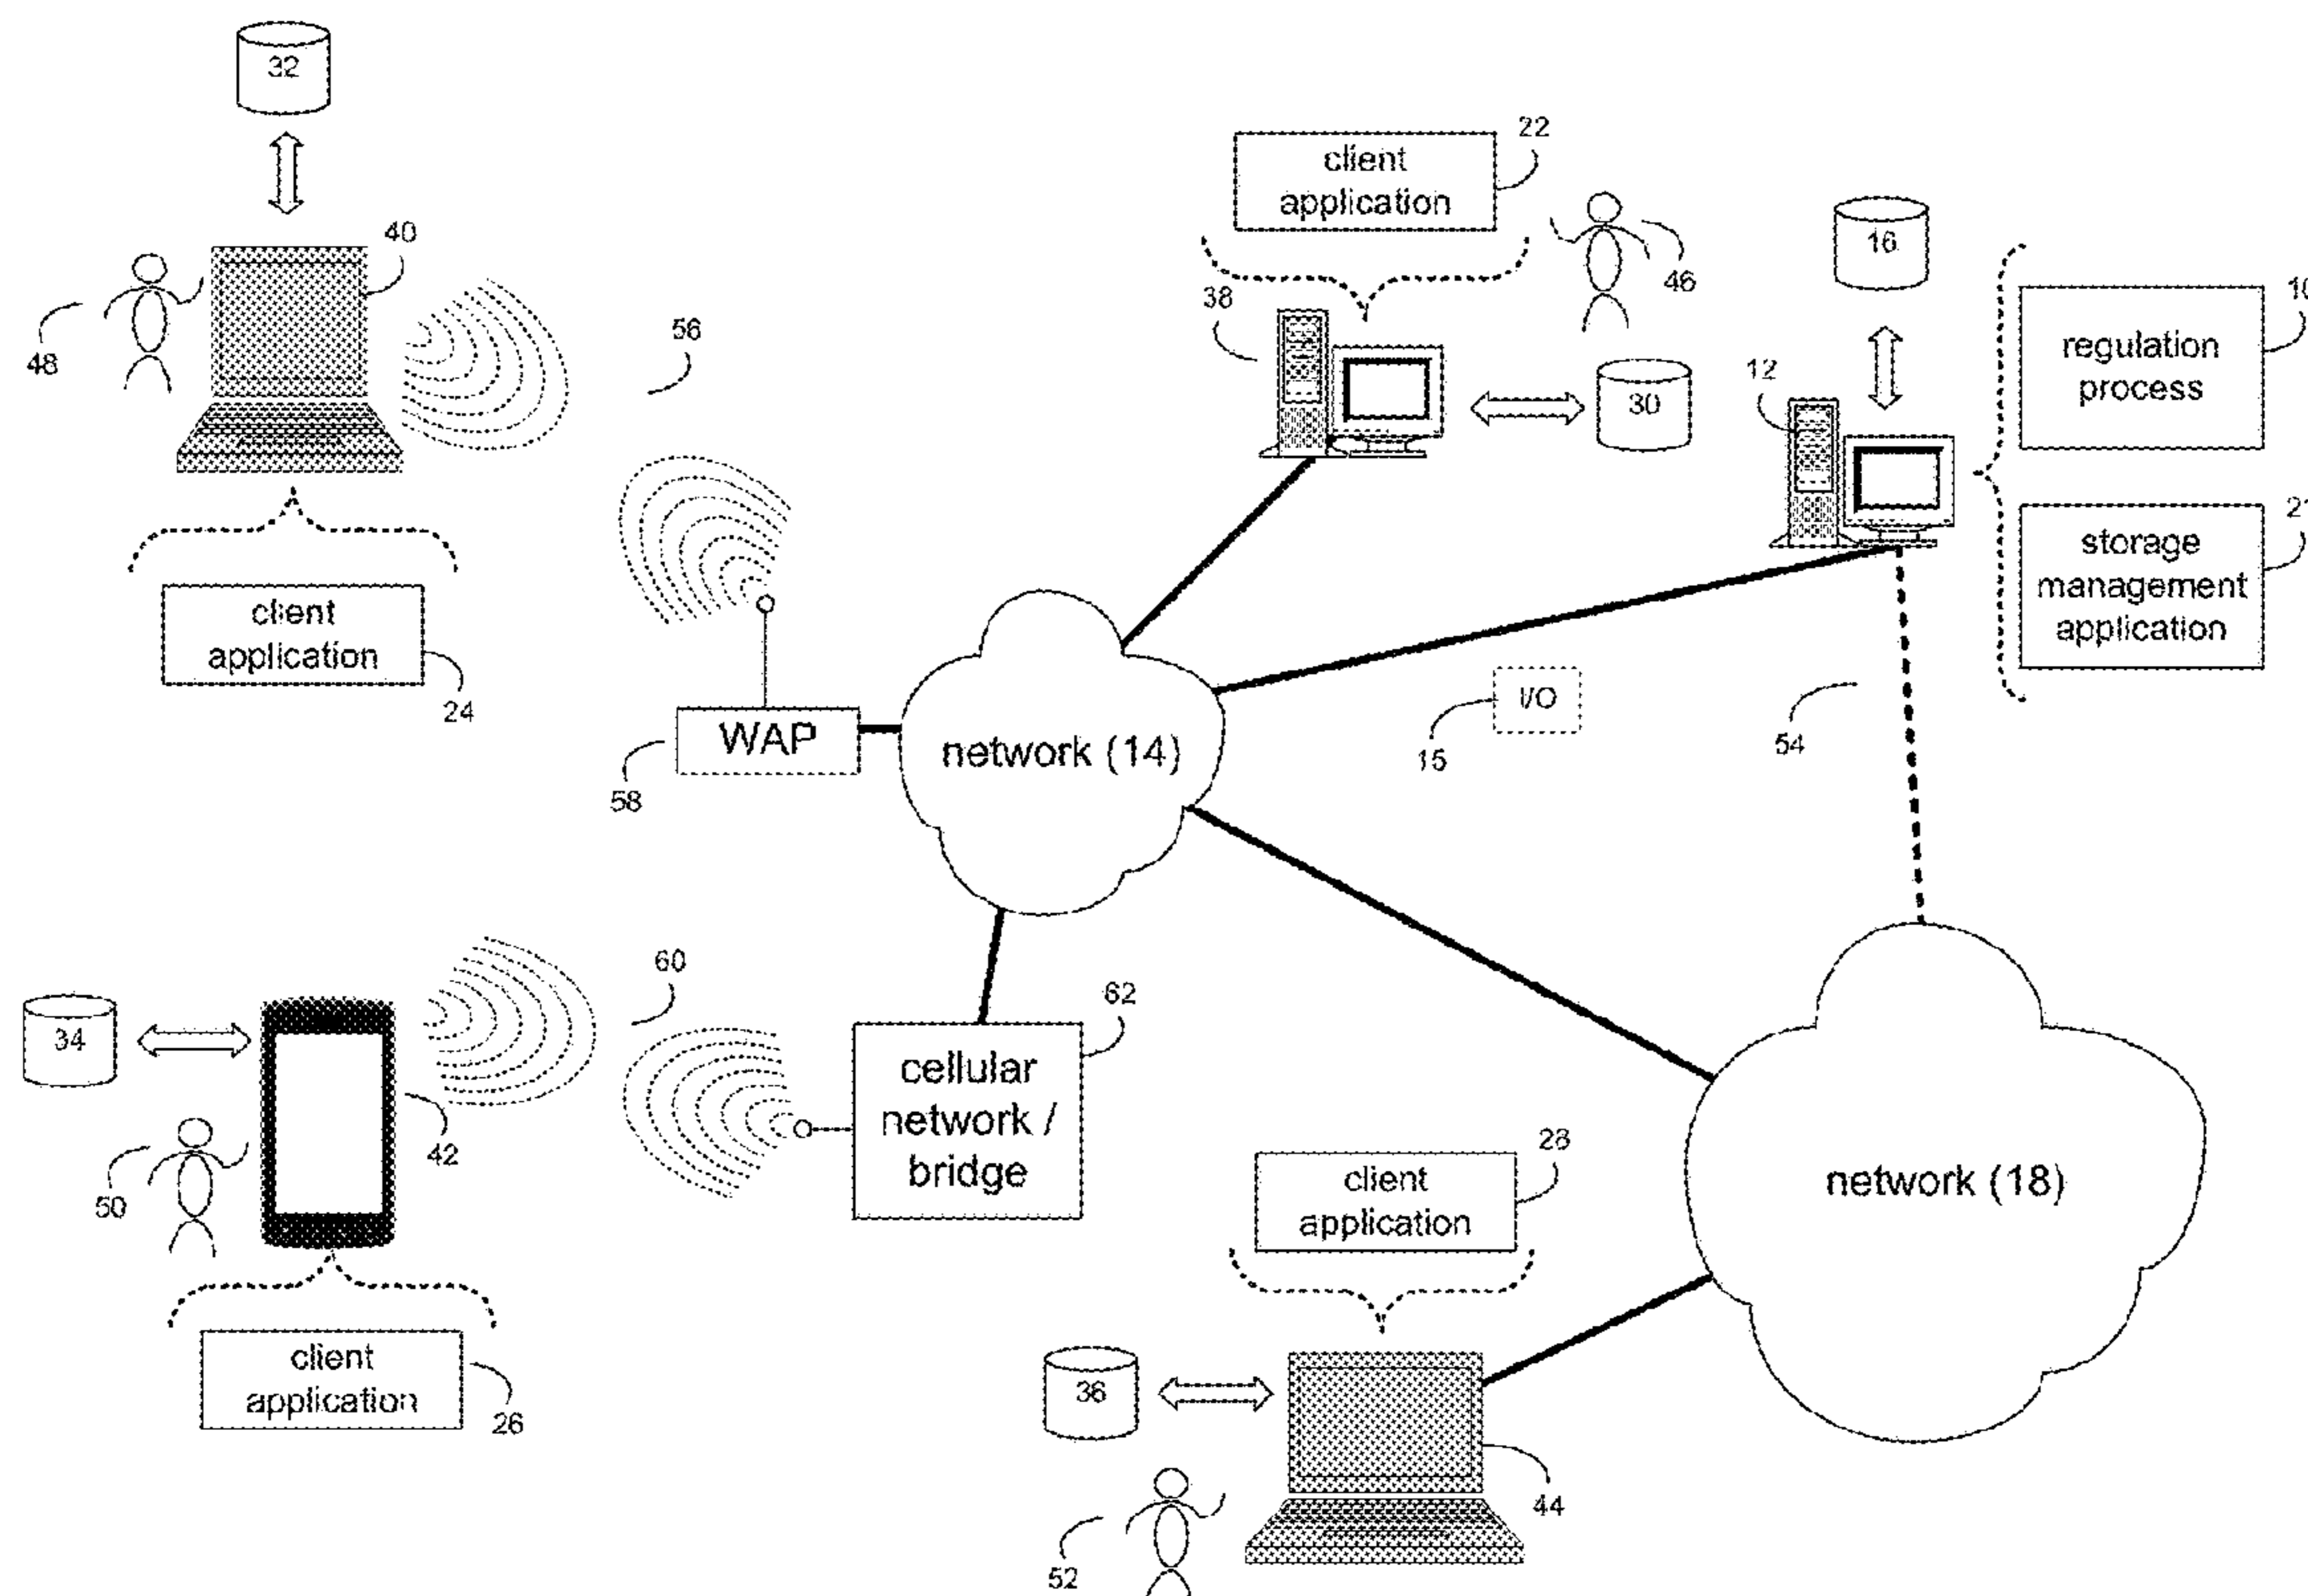 32
40
48
56
client
application
24
client
application
22
46
38
30
16
12
10
regulation
process
21
storage
management
application
54
I/O
15
WAP
58
network (14)
34
42
50
60
cellular
network /
bridge
62
client
application
26
client
application
28
36
44
52
network (18)